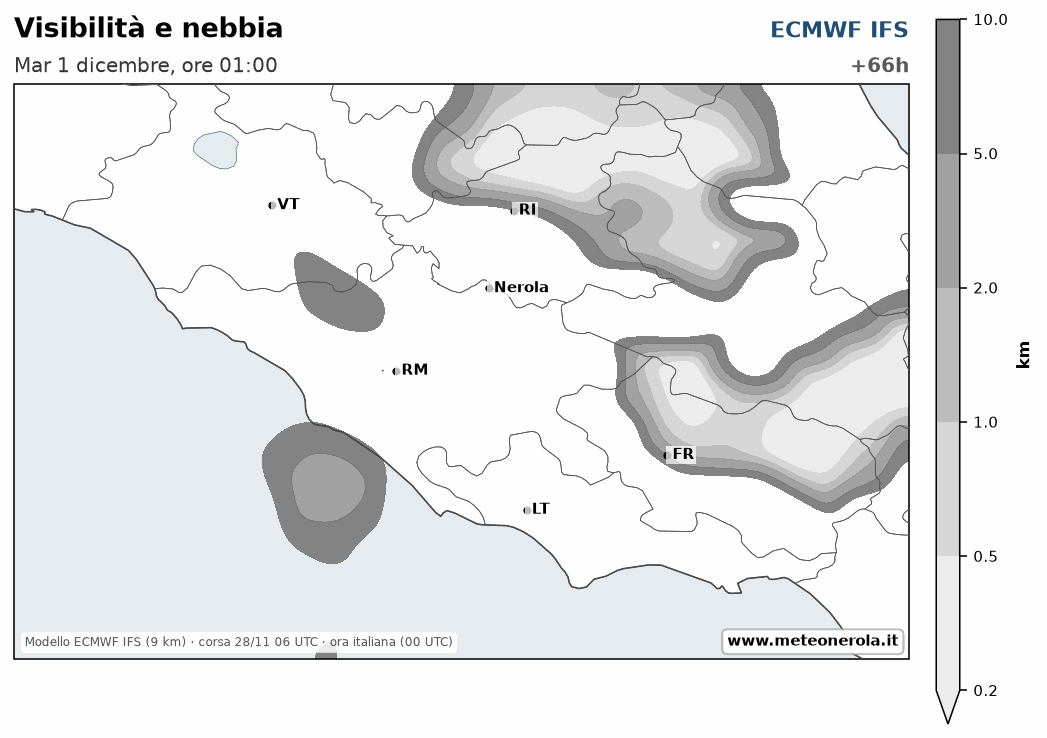 Visibilità e nebbia
ECMWF IFS
Mar 1 dicembre, ore 01:00
+66h
10.0
5.0
2.0
1.0
0.5
0.2
km
VT
RI
Nerola
RM
FR
LT
Modello ECMWF IFS (9 km) · corsa 28/11 06 UTC · ora italiana (00 UTC)
www.meteonerola.it